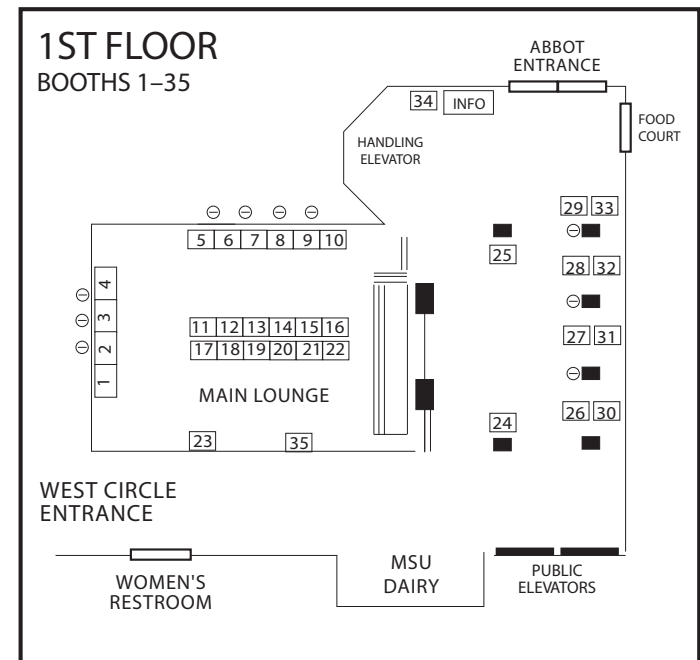 1ST FLOOR
BOOTHS 1–35
ABBOT
ENTRANCE
34
INFO
FOOD
COURT
HANDLING
ELEVATOR
29 33
5 6 7 8 9 10
25
28 32
4
3
2
1
11 12 13 14 15 16
17 18 19 20 21 22
27 31
MAIN LOUNGE
26 30
24
23
35
WEST CIRCLE
ENTRANCE
WOMEN'S
RESTROOM
MSU
DAIRY
PUBLIC
ELEVATORS